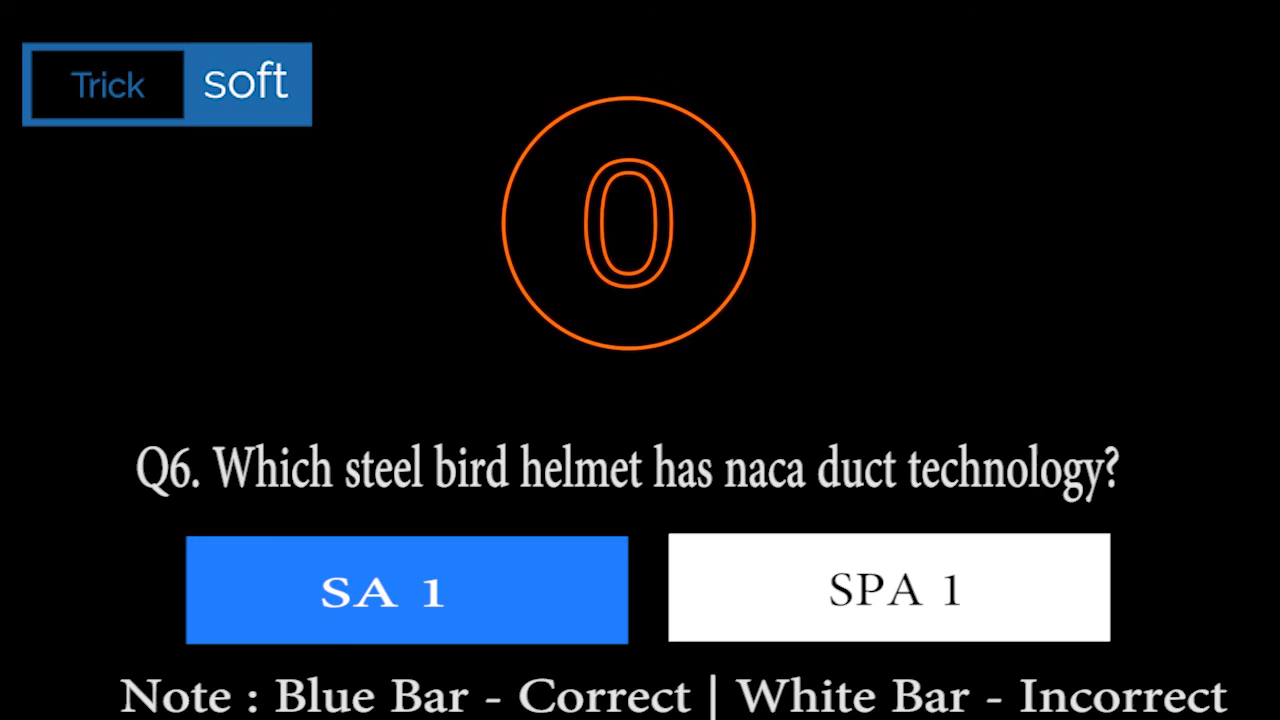 Trick soft
0
Q6. Which steel bird helmet has naca duct technology?
SA 1
SPA 1
Note : Blue Bar - Correct | White Bar - Incorrect